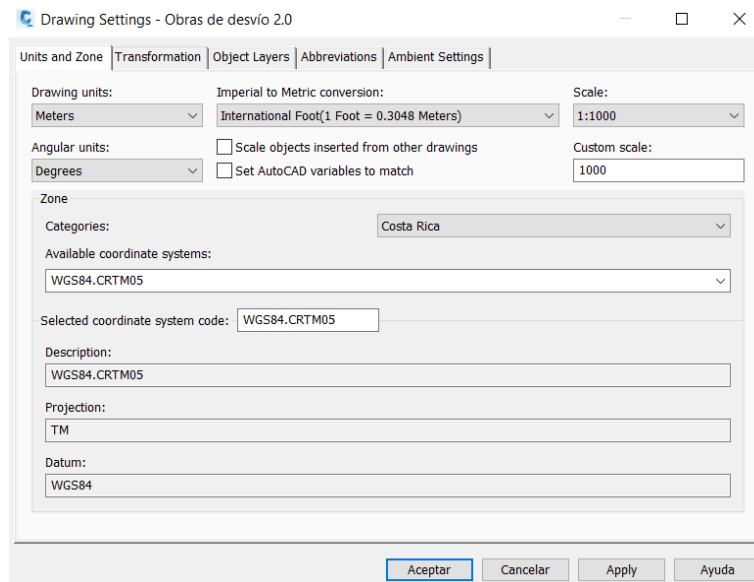 Drawing Settings - Obras de desvío 2.0
Units and Zone Transformation Object Layers Abbreviations Ambient Settings
Drawing units: Imperial to Metric conversion: Scale:
Meters International Foot(1 Foot = 0.3048 Meters) 1:1000
Angular units: Scale objects inserted from other drawings Custom scale:
Degrees Set AutoCAD variables to match 1000
Zone
Categories: Costa Rica
Available coordinate systems:
WGS84.CRTM05
Selected coordinate system code: WGS84.CRTM05
Description:
WGS84.CRTM05
Projection:
TM
Datum:
WGS84
Aceptar Cancelar Apply Ayuda